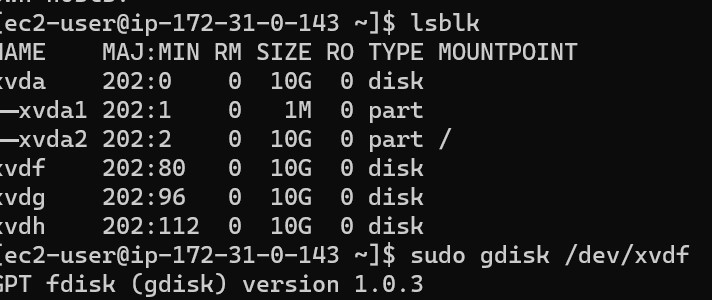 [ec2-user@ip-172-31-0-143 ~]$ lsblk
NAME    MAJ:MIN RM SIZE RO TYPE MOUNTPOINT
xvda    202:0    0  10G  0 disk
──xvda1 202:1    0   1M  0 part
──xvda2 202:2    0  10G  0 part /
xvdf    202:80   0  10G  0 disk
xvdg    202:96   0  10G  0 disk
xvdh    202:112  0  10G  0 disk
[ec2-user@ip-172-31-0-143 ~]$ sudo gdisk /dev/xvdf
GPT fdisk (gdisk) version 1.0.3